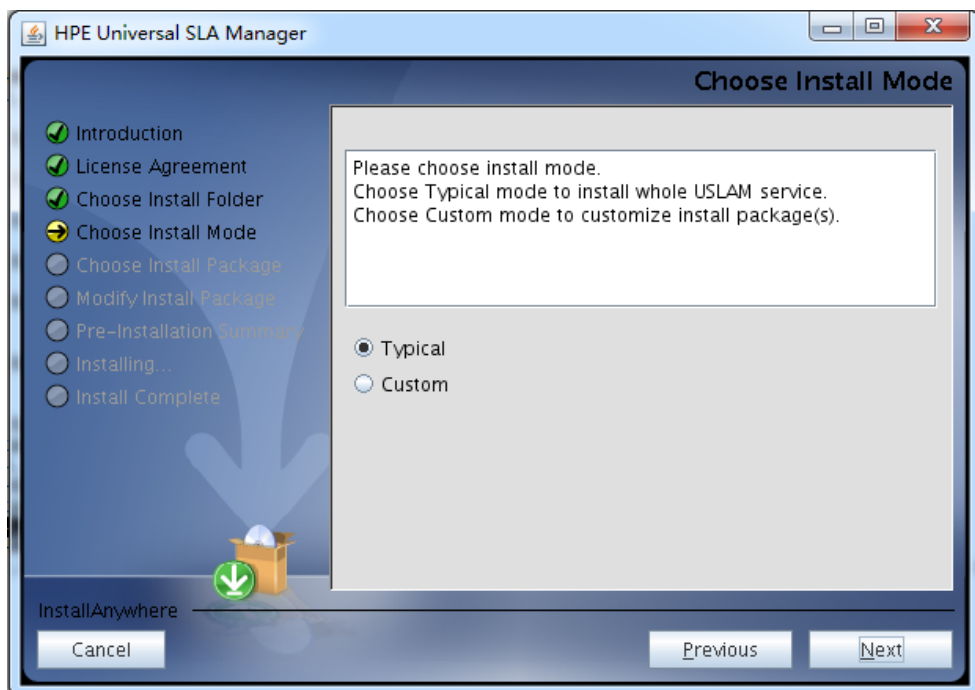 HPE Universal SLA Manager
Choose Install Mode
Introduction
License Agreement
Choose Install Folder
Choose Install Mode
Choose Install Package
Modify Install Package
Pre-Installation Summary
Installing...
Install Complete
Please choose install mode.
Choose Typical mode to install whole USLAM service.
Choose Custom mode to customize install package(s).
Typical
Custom
InstallAnywhere
Cancel
Previous
Next